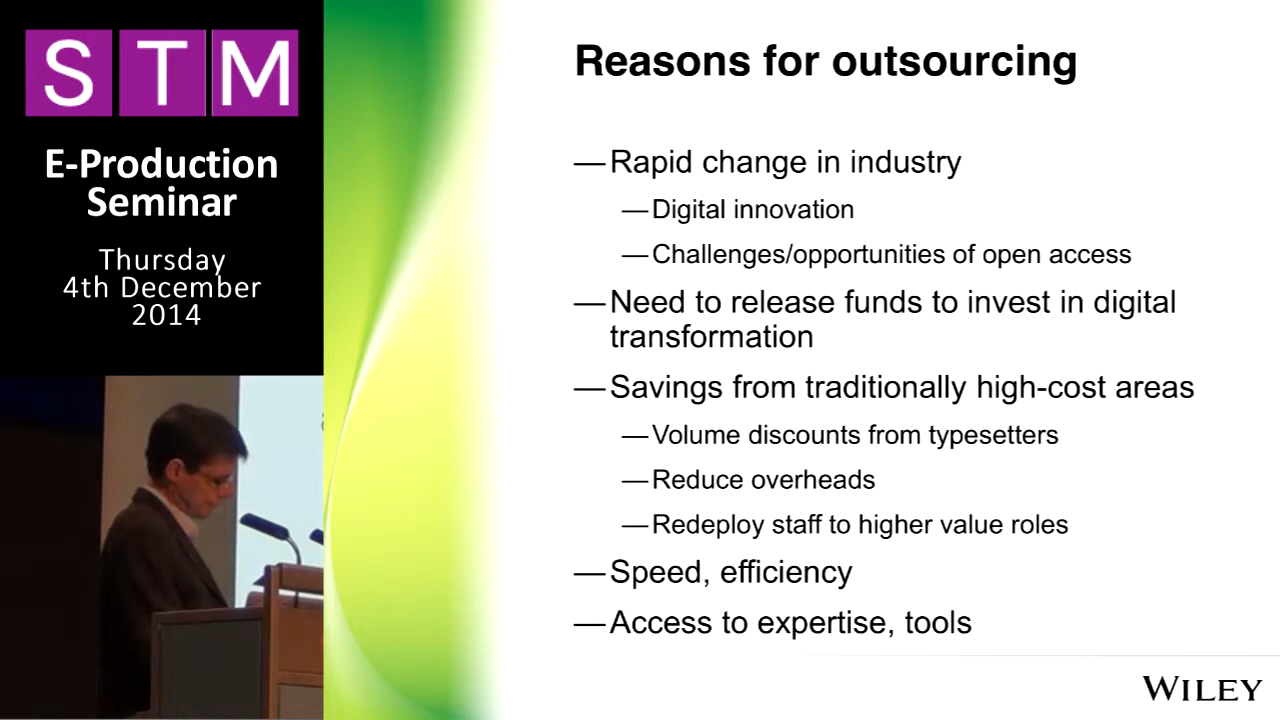 STM
E-Production
Seminar
Thursday
4th December
2014
Reasons for outsourcing
—Rapid change in industry
—Digital innovation
—Challenges/opportunities of open access
—Need to release funds to invest in digital
transformation
—Savings from traditionally high-cost areas
—Volume discounts from typesetters
—Reduce overheads
—Redeploy staff to higher value roles
—Speed, efficiency
—Access to expertise, tools
WILEY